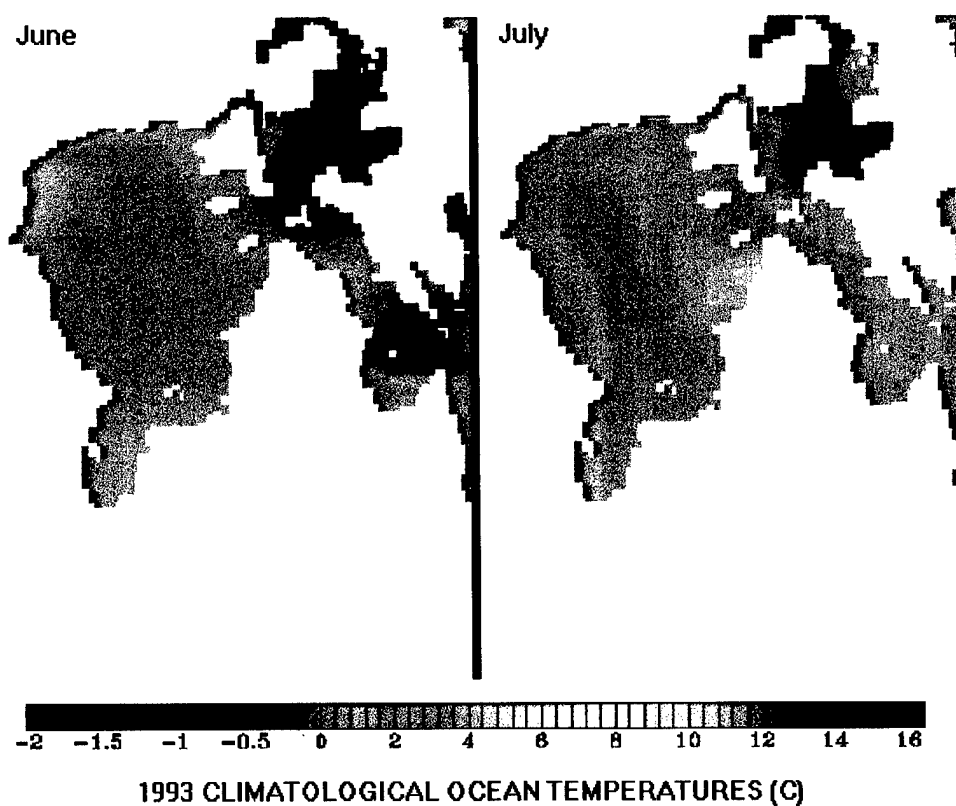 June
July
-2 -1.5 -1 -0.5 0 2 4 6 8 10 12 14 16
1993 CLIMATOLOGICAL OCEAN TEMPERATURES (C)